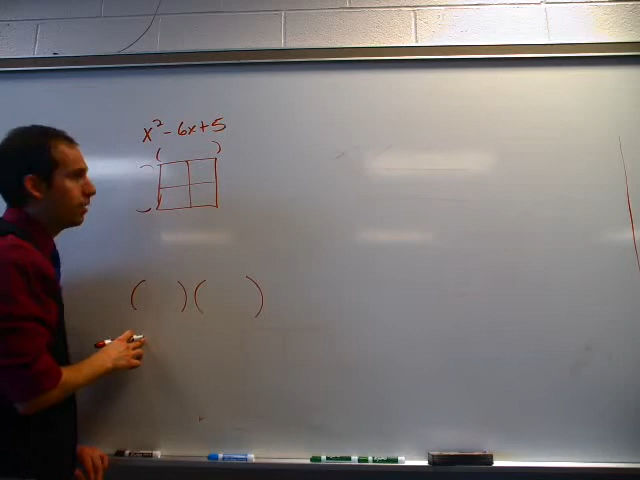 x² - 6x + 5
( )
( ) ( )